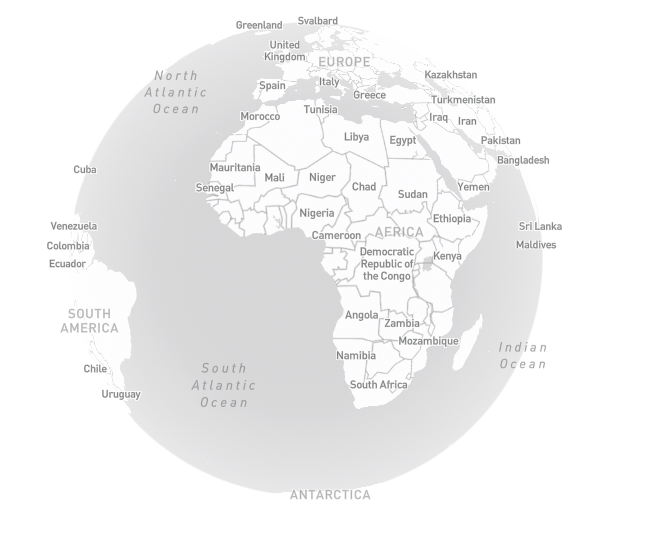 Greenland
Svalbard
United
Kingdom
EUROPE
Kazakhstan
North
Atlantic
Ocean
Spain
Italy
Greece
Turkmenistan
Morocco
Tunisia
Iraq
Iran
Libya
Egypt
Pakistan
Bangladesh
Cuba
Mauritania
Mali
Niger
Chad
Senegal
Sudan
Yemen
Nigeria
Ethiopia
Venezuela
Cameroon
AFRICA
Sri Lanka
Colombia
Maldives
Democratic
Republic of
the Congo
Kenya
Ecuador
SOUTH
AMERICA
Angola
Zambia
Mozambique
Namibia
Indian
Ocean
Chile
South
Atlantic
Ocean
South Africa
Uruguay
ANTARCTICA